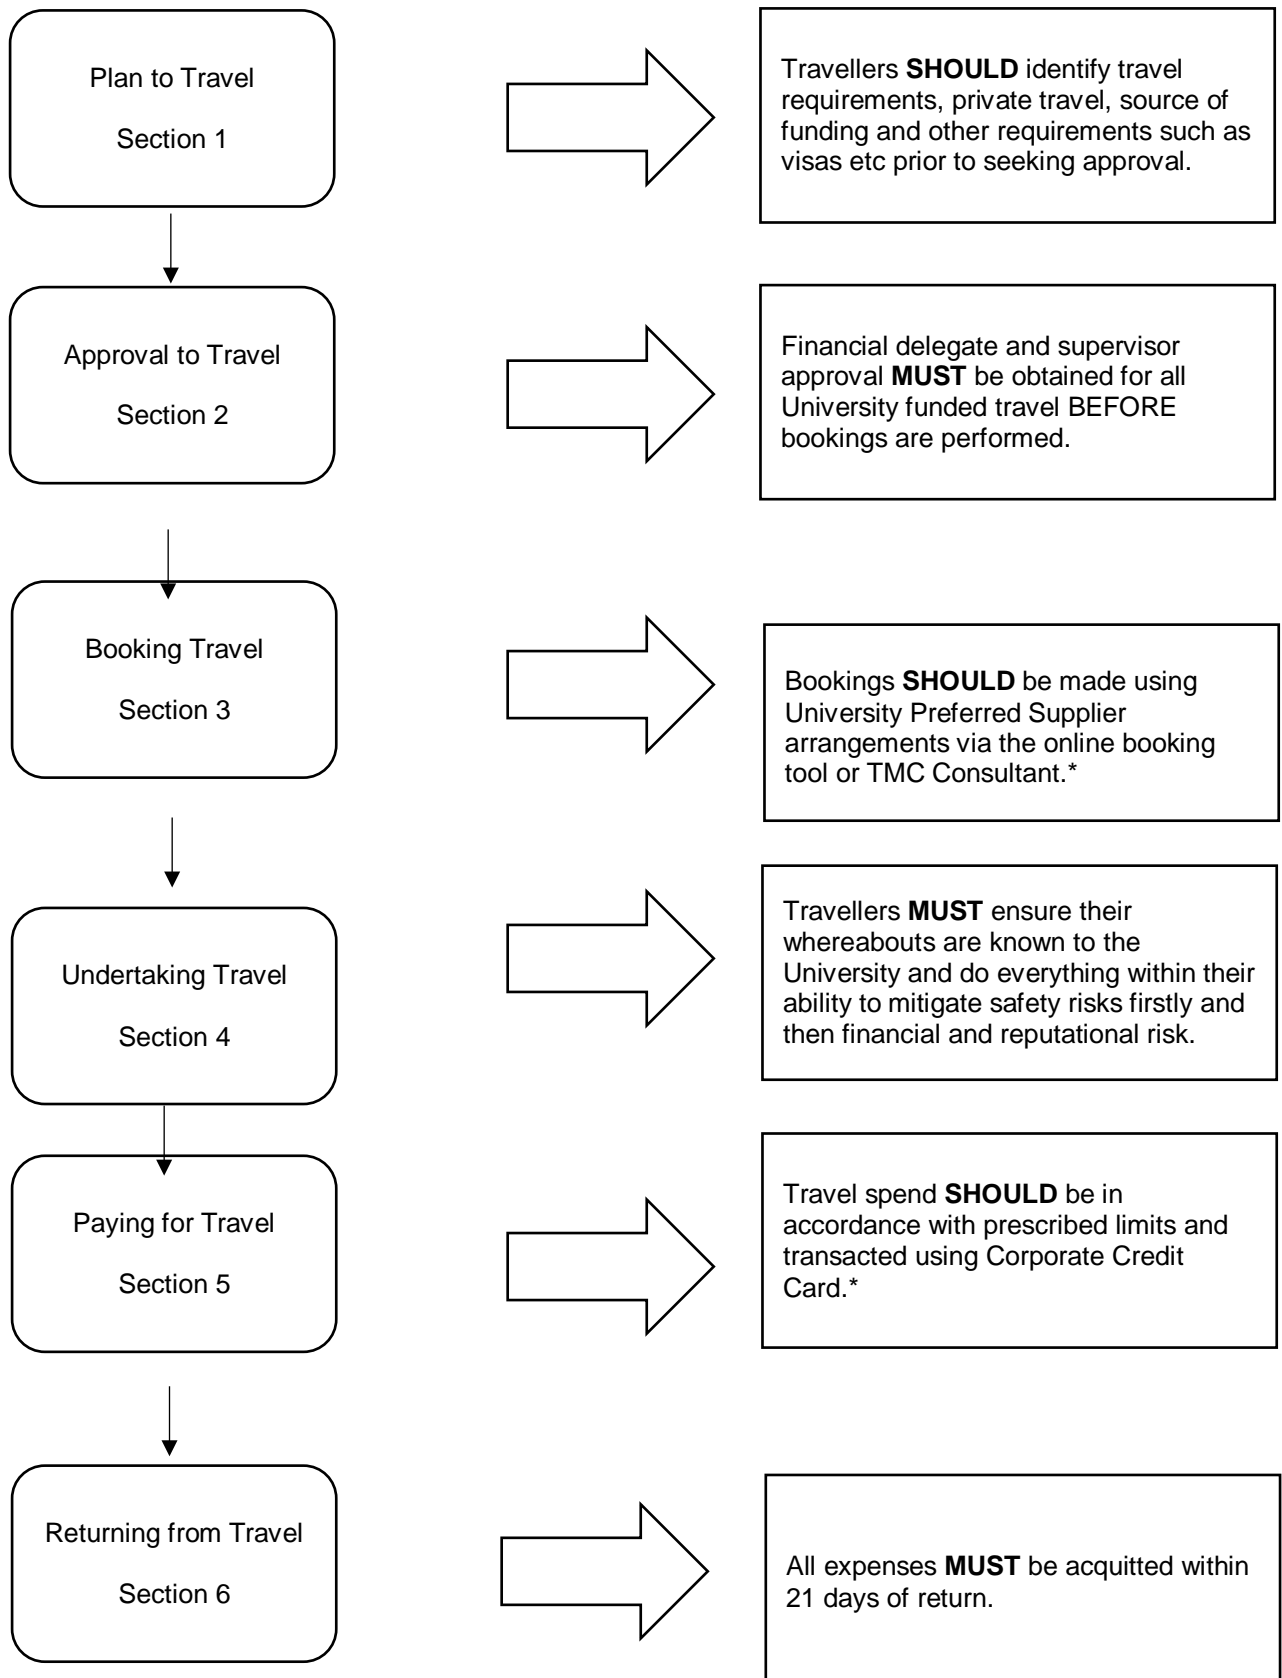 Plan to Travel
Section 1
Travellers SHOULD identify travel
requirements, private travel, source of
funding and other requirements such as
visas etc prior to seeking approval.
Approval to Travel
Section 2
Financial delegate and supervisor
approval MUST be obtained for all
University funded travel BEFORE
bookings are performed.
Booking Travel
Section 3
Bookings SHOULD be made using
University Preferred Supplier
arrangements via the online booking
tool or TMC Consultant.*
Undertaking Travel
Section 4
Travellers MUST ensure their
whereabouts are known to the
University and do everything within their
ability to mitigate safety risks firstly and
then financial and reputational risk.
Paying for Travel
Section 5
Travel spend SHOULD be in
accordance with prescribed limits and
transacted using Corporate Credit
Card.*
Returning from Travel
Section 6
All expenses MUST be acquitted within
21 days of return.